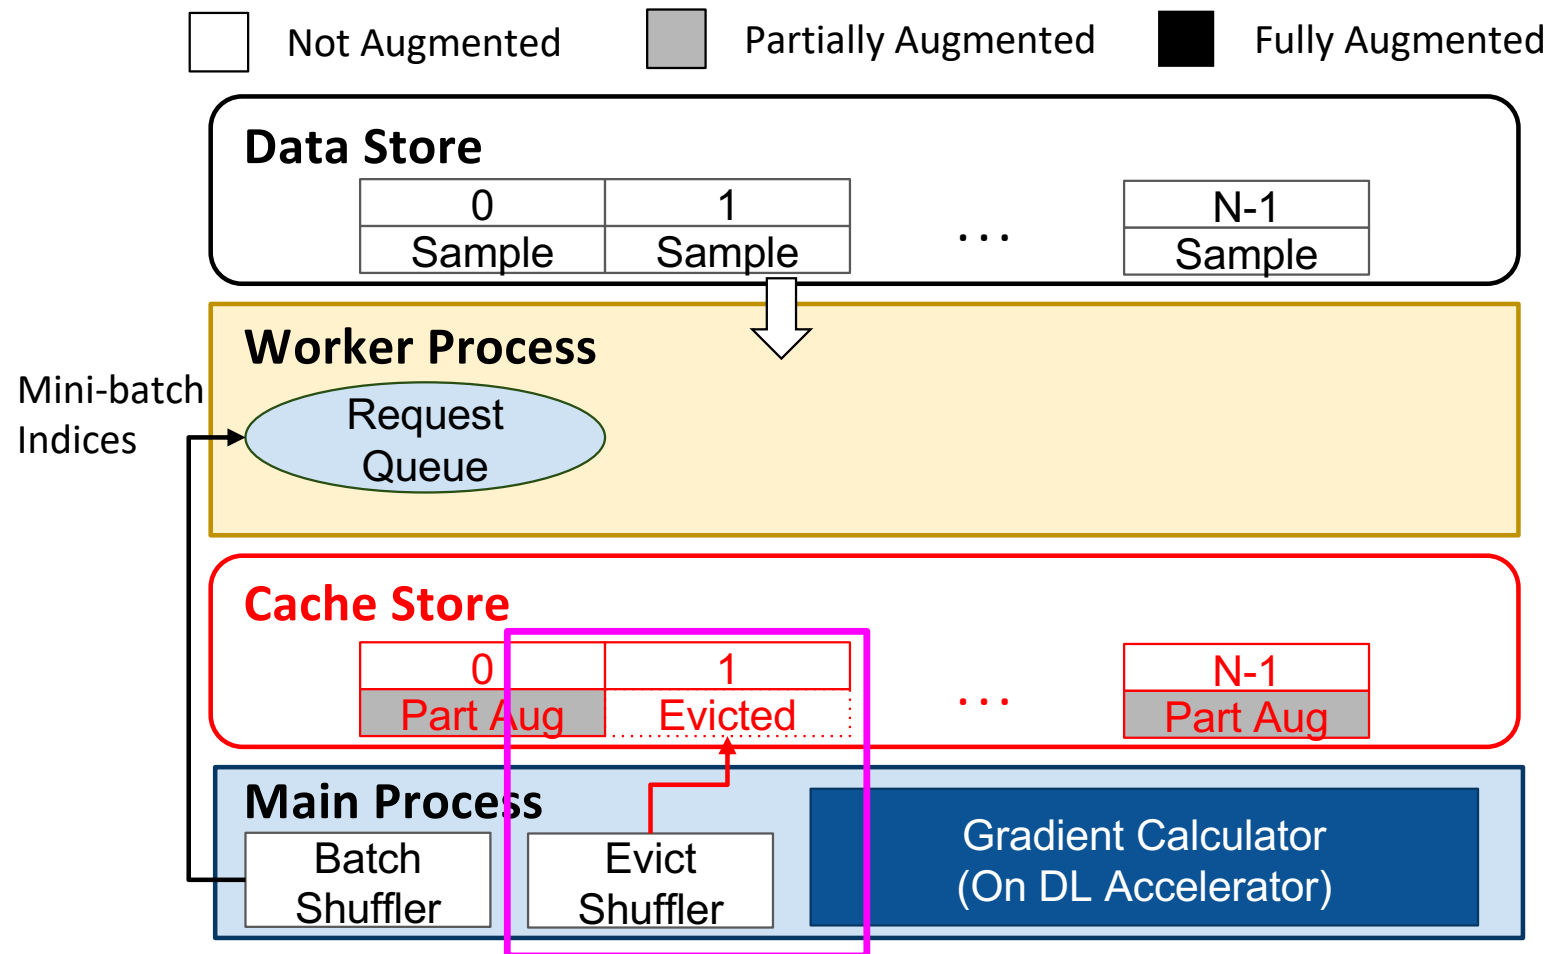 Not Augmented
Partially Augmented
Fully Augmented
Data Store
0
1
N-1
Sample
Sample
...
Sample
Worker Process
Mini-batch
Indices
Request
Queue
Cache Store
0
1
N-1
Part Aug
Evicted
...
Part Aug
Main Process
Batch
Shuffler
Evict
Shuffler
Gradient Calculator
(On DL Accelerator)